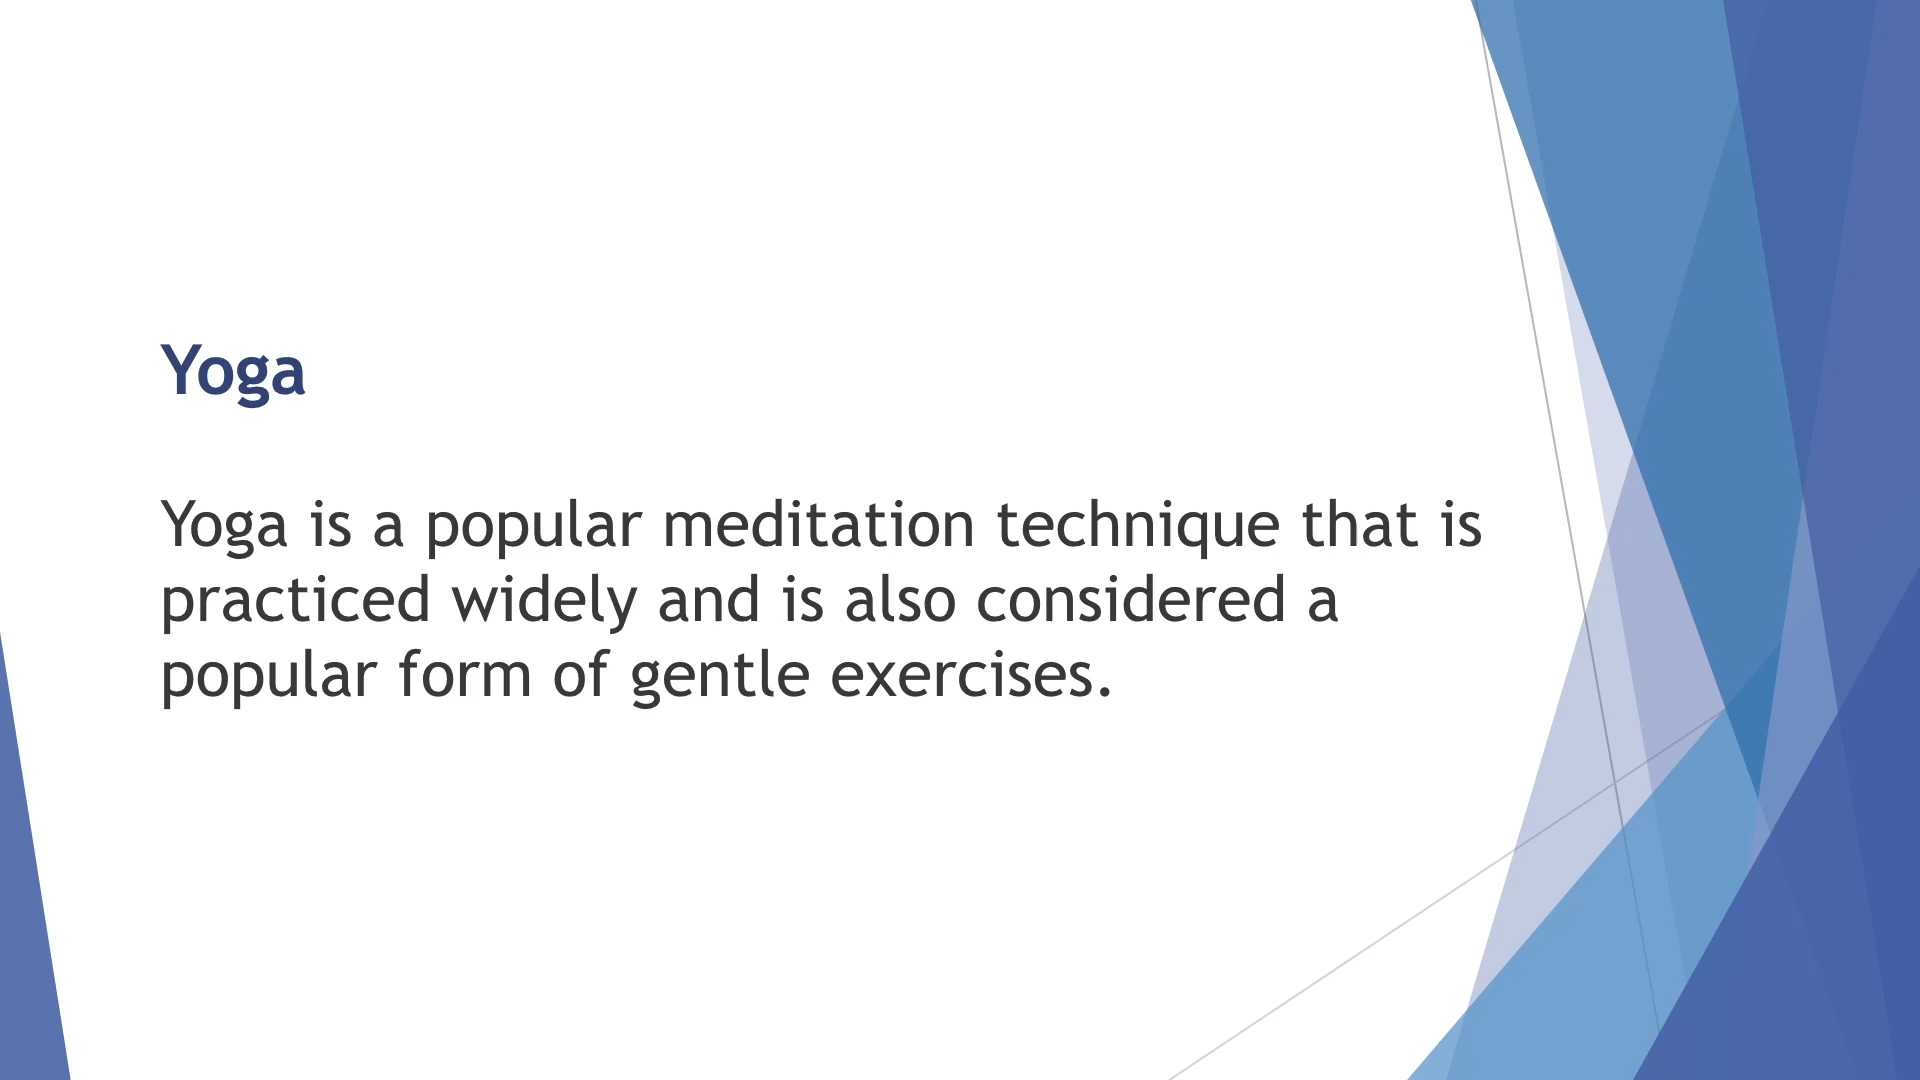 Yoga
Yoga is a popular meditation technique that is
practiced widely and is also considered a
popular form of gentle exercises.